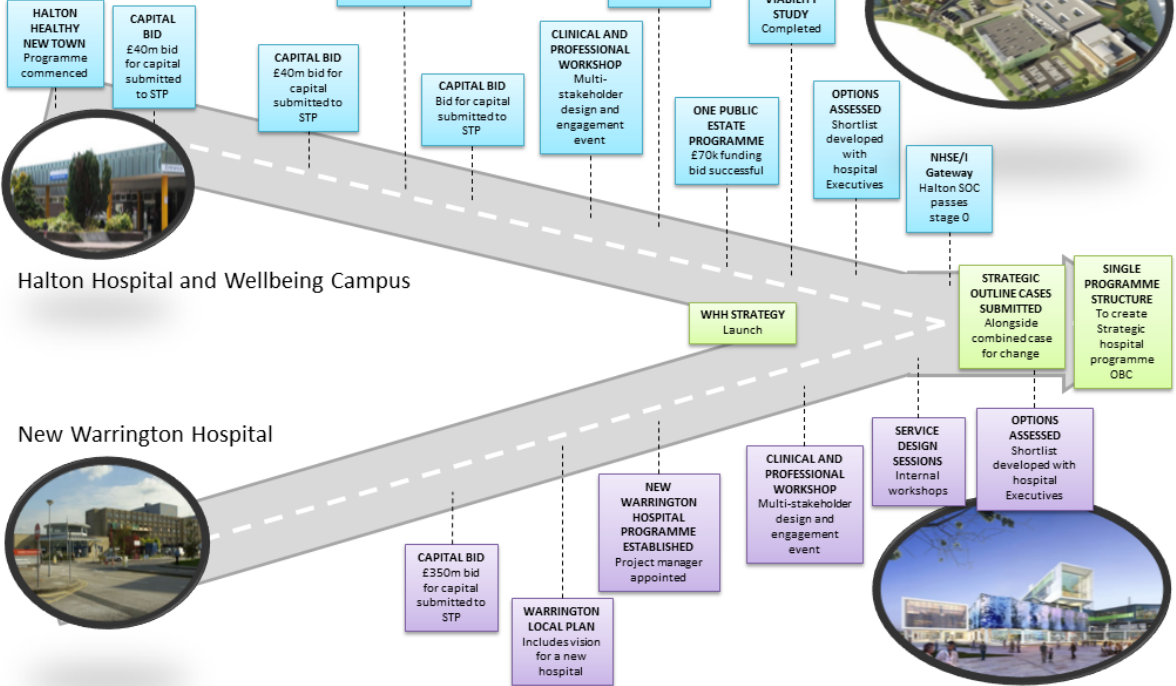 HALTON
HEALTHY
NEW TOWN
Programme
commenced
CAPITAL
BID
£40m bid
for capital
submitted
to STP
CAPITAL BID
£40m bid for
capital
submitted to
STP
CAPITAL BID
Bid for capital
submitted to
STP
CLINICAL AND
PROFESSIONAL
WORKSHOP
Multi-
stakeholder
design and
engagement
event
ONE PUBLIC
ESTATE
PROGRAMME
£70k funding
bid successful
VIABILITY
STUDY
Completed
OPTIONS
ASSESSED
Shortlist
developed
with
hospital
Executives
NHSE/I
Gateway
Halton SOC
passes
stage 0
Halton Hospital and Wellbeing Campus
WHH STRATEGY
Launch
STRATEGIC
OUTLINE CASES
SUBMITTED
Alongside
combined case
for change
SINGLE
PROGRAMME
STRUCTURE
To create
Strategic
hospital
programme
OBC
New Warrington Hospital
CAPITAL BID
£350m bid
for capital
submitted to
STP
WARRINGTON
LOCAL PLAN
Includes vision
for a new
hospital
NEW
WARRINGTON
HOSPITAL
PROGRAMME
ESTABLISHED
Project manager
appointed
CLINICAL AND
PROFESSIONAL
WORKSHOP
Multi-stakeholder
design and
engagement
event
SERVICE
DESIGN
SESSIONS
Internal
workshops
OPTIONS
ASSESSED
Shortlist
developed with
hospital
Executives